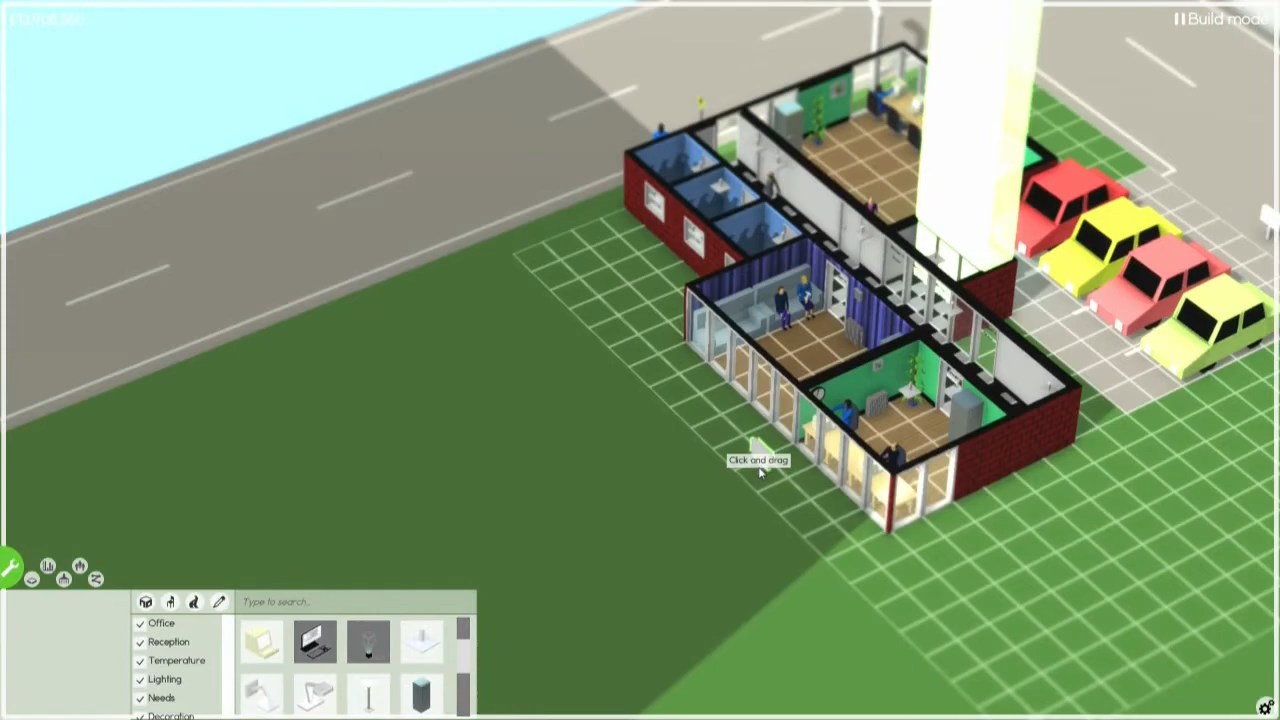 Build mode
Click and drag
Type to search..
Office
Reception
Temperature
Lighting
Needs
Decoration